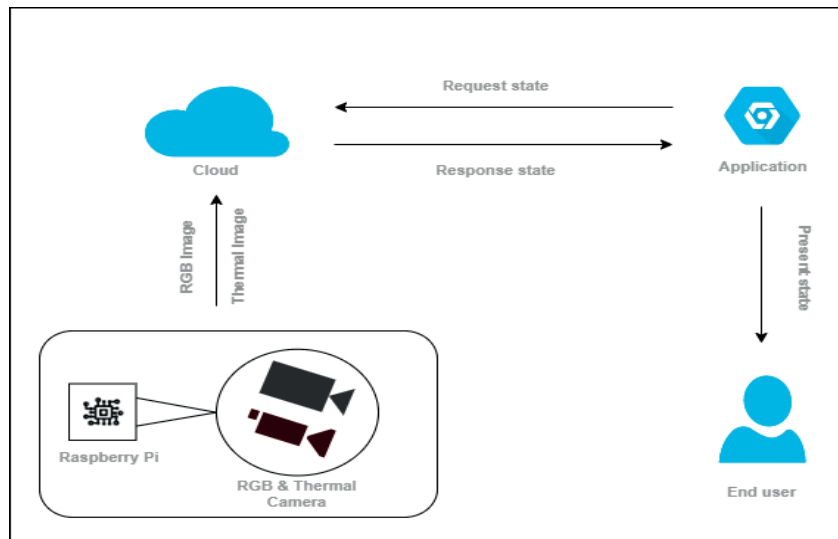 Request state
Cloud
Response state
Application
RGB Image
Thermal Image
Present state
Raspberry Pi
RGB & Thermal
Camera
End user